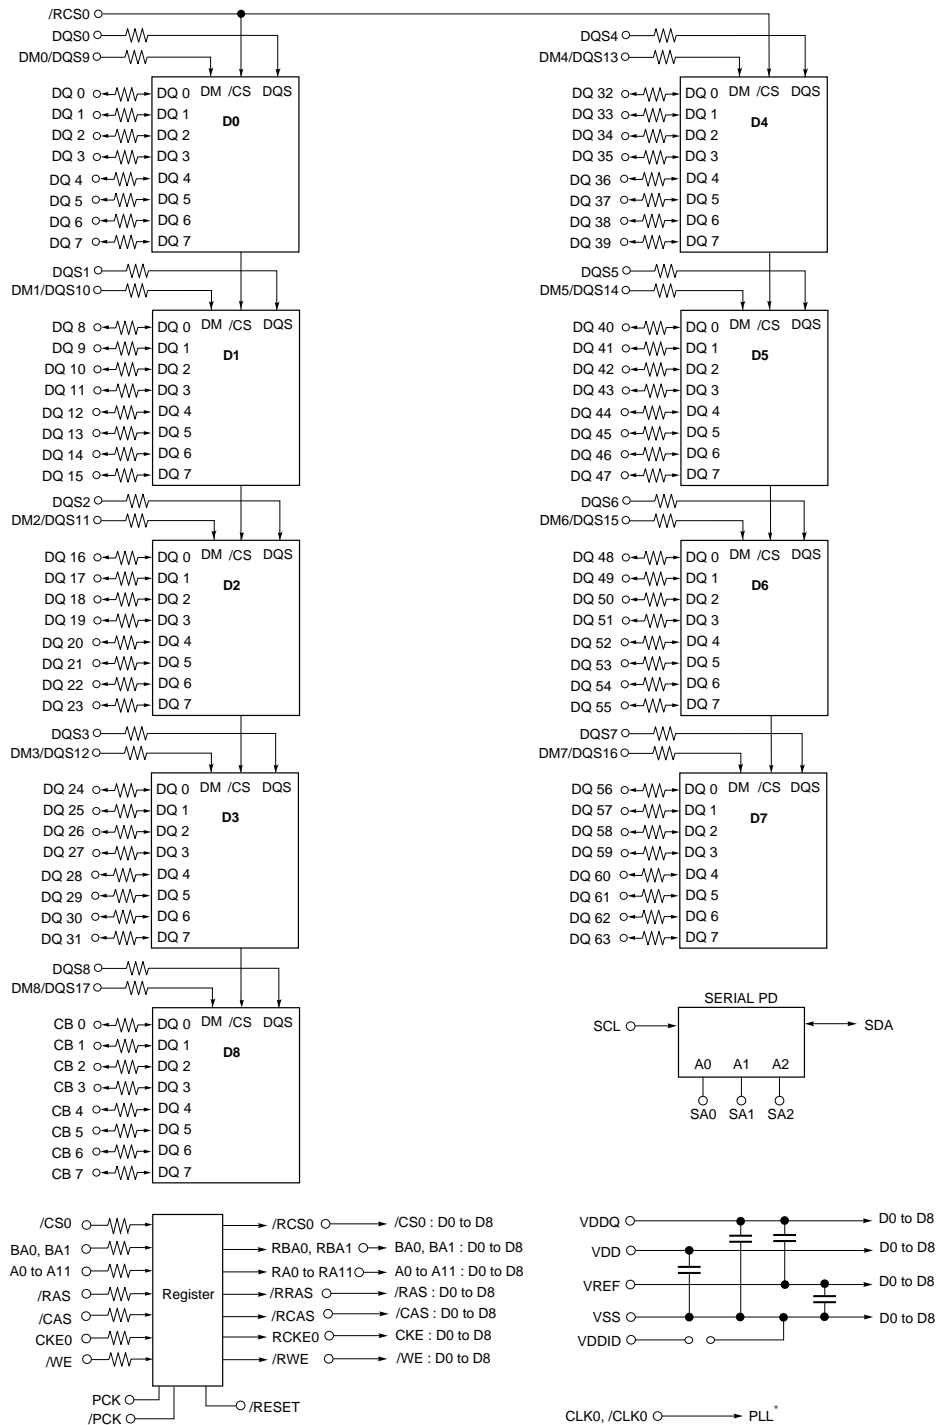 /RCS0
DQS0
DM0/DQS9
DM /CS DQS
D0
DQ 0 DQ 0
DQ 1 DQ 1
DQ 2 DQ 2
DQ 3 DQ 3
DQ 4 DQ 4
DQ 5 DQ 5
DQ 6 DQ 6
DQ 7 DQ 7
DQS1
DM1/DQS10
DM /CS DQS
D1
DQ 8 DQ 0
DQ 9 DQ 1
DQ 10 DQ 2
DQ 11 DQ 3
DQ 12 DQ 4
DQ 13 DQ 5
DQ 14 DQ 6
DQ 15 DQ 7
DQS2
DM2/DQS11
DM /CS DQS
D2
DQ 16 DQ 0
DQ 17 DQ 1
DQ 18 DQ 2
DQ 19 DQ 3
DQ 20 DQ 4
DQ 21 DQ 5
DQ 22 DQ 6
DQ 23 DQ 7
DQS3
DM3/DQS12
DM /CS DQS
D3
DQ 24 DQ 0
DQ 25 DQ 1
DQ 26 DQ 2
DQ 27 DQ 3
DQ 28 DQ 4
DQ 29 DQ 5
DQ 30 DQ 6
DQ 31 DQ 7
DQS8
DM8/DQS17
DM /CS DQS
D8
CB 0 DQ 0
CB 1 DQ 1
CB 2 DQ 2
CB 3 DQ 3
CB 4 DQ 4
CB 5 DQ 5
CB 6 DQ 6
CB 7 DQ 7
DQS4
DM4/DQS13
DM /CS DQS
D4
DQ 32 DQ 0
DQ 33 DQ 1
DQ 34 DQ 2
DQ 35 DQ 3
DQ 36 DQ 4
DQ 37 DQ 5
DQ 38 DQ 6
DQ 39 DQ 7
DQS5
DM5/DQS14
DM /CS DQS
D5
DQ 40 DQ 0
DQ 41 DQ 1
DQ 42 DQ 2
DQ 43 DQ 3
DQ 44 DQ 4
DQ 45 DQ 5
DQ 46 DQ 6
DQ 47 DQ 7
DQS6
DM6/DQS15
DM /CS DQS
D6
DQ 48 DQ 0
DQ 49 DQ 1
DQ 50 DQ 2
DQ 51 DQ 3
DQ 52 DQ 4
DQ 53 DQ 5
DQ 54 DQ 6
DQ 55 DQ 7
DQS7
DM7/DQS16
DM /CS DQS
D7
DQ 56 DQ 0
DQ 57 DQ 1
DQ 58 DQ 2
DQ 59 DQ 3
DQ 60 DQ 4
DQ 61 DQ 5
DQ 62 DQ 6
DQ 63 DQ 7
SERIAL PD
SCL SDA
A0 A1 A2
SA0 SA1 SA2
/CS0 /RCS0 /CS0 : D0 to D8
BA0, BA1 RBA0, RBA1 BA0, BA1 : D0 to D8
A0 to A11 RA0 to RA11 A0 to A11 : D0 to D8
/RAS Register /RRAS /RAS : D0 to D8
/CAS /RCAS /CAS : D0 to D8
CKE0 RCKE0 CKE : D0 to D8
/WE /RWE /WE : D0 to D8
PCK
/PCK
/RESET
VDDQ D0 to D8
VDD D0 to D8
VREF D0 to D8
VSS D0 to D8
VDDID
CLK0, /CLK0 PLL*